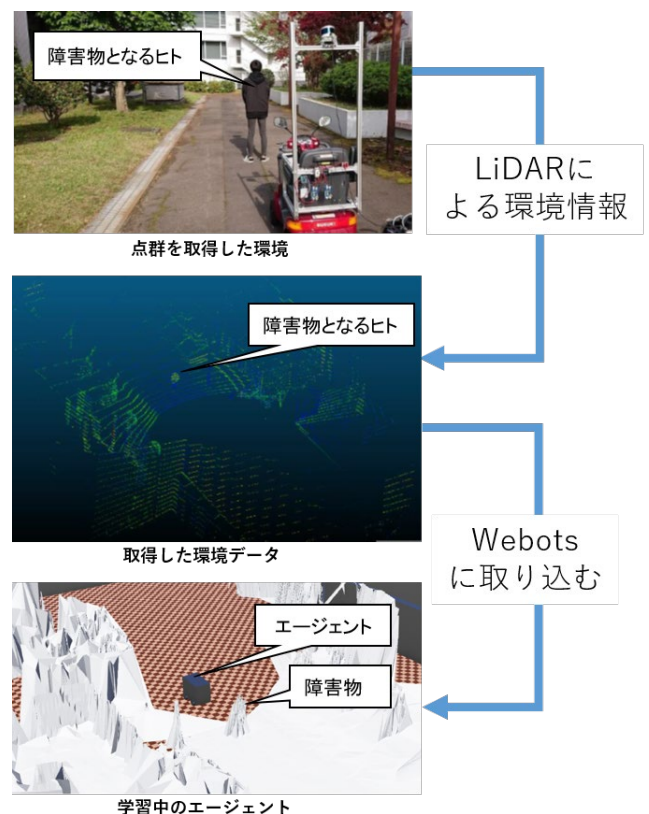 障害物となるヒト
LiDARに
よる環境情報
点群を取得した環境
障害物となるヒト
取得した環境データ
Webots
に取り込む
エージェント
障害物
学習中のエージェント